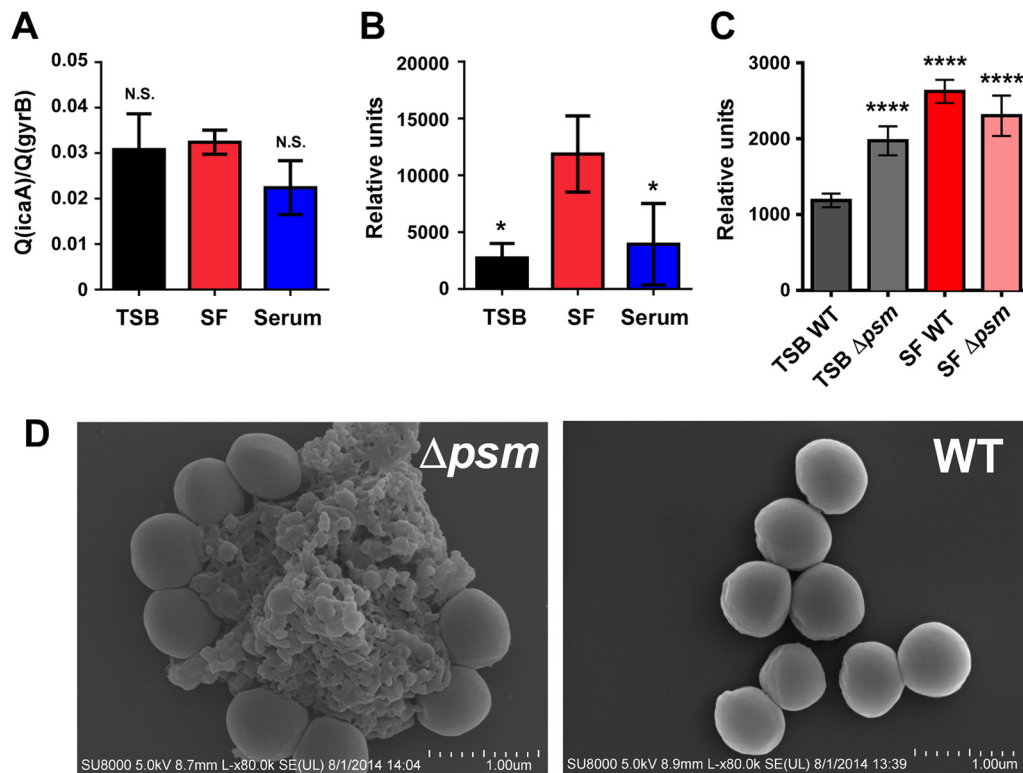 A
Q(icaA)/Q(gyrB)
0.05
0.04
0.03
0.02
0.01
0
N.S.
N.S.
TSB SF Serum
B
Relative units
20000
15000
10000
5000
0
*
*
TSB SF Serum
C
Relative units
3000
2000
1000
0
****
****
****
TSB WT
TSB Δpsm
SF WT
SF Δpsm
D
Δpsm
SU8000 5.0kV 8.7mm L-x80.0k SE(UL) 8/1/2014 14:04 1.00um
WT
SU8000 5.0kV 8.9mm L-x80.0k SE(UL) 8/1/2014 13:39 1.00um